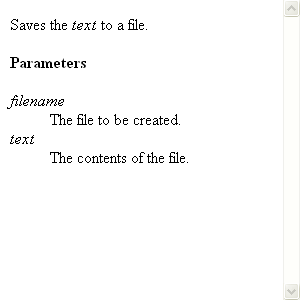 Saves the text to a file.
Parameters
filename
The file to be created.
text
The contents of the file.